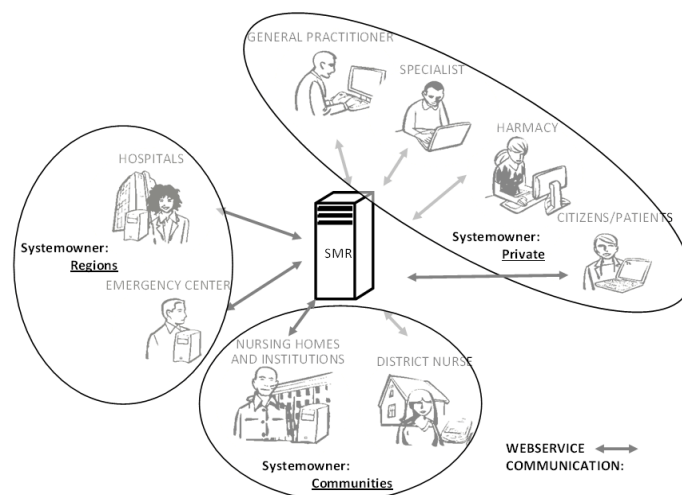 GENERAL PRACTITIONER
SPECIALIST
HARMACY
CITIZENS/PATIENTS
Systemowner:
Private
HOSPITALS
Systemowner:
Regions
EMERGENCY CENTER
SMR
NURSING HOMES
AND INSTITUTIONS
DISTRICT NURSE
Systemowner:
Communities
WEBSERVICE
COMMUNICATION: